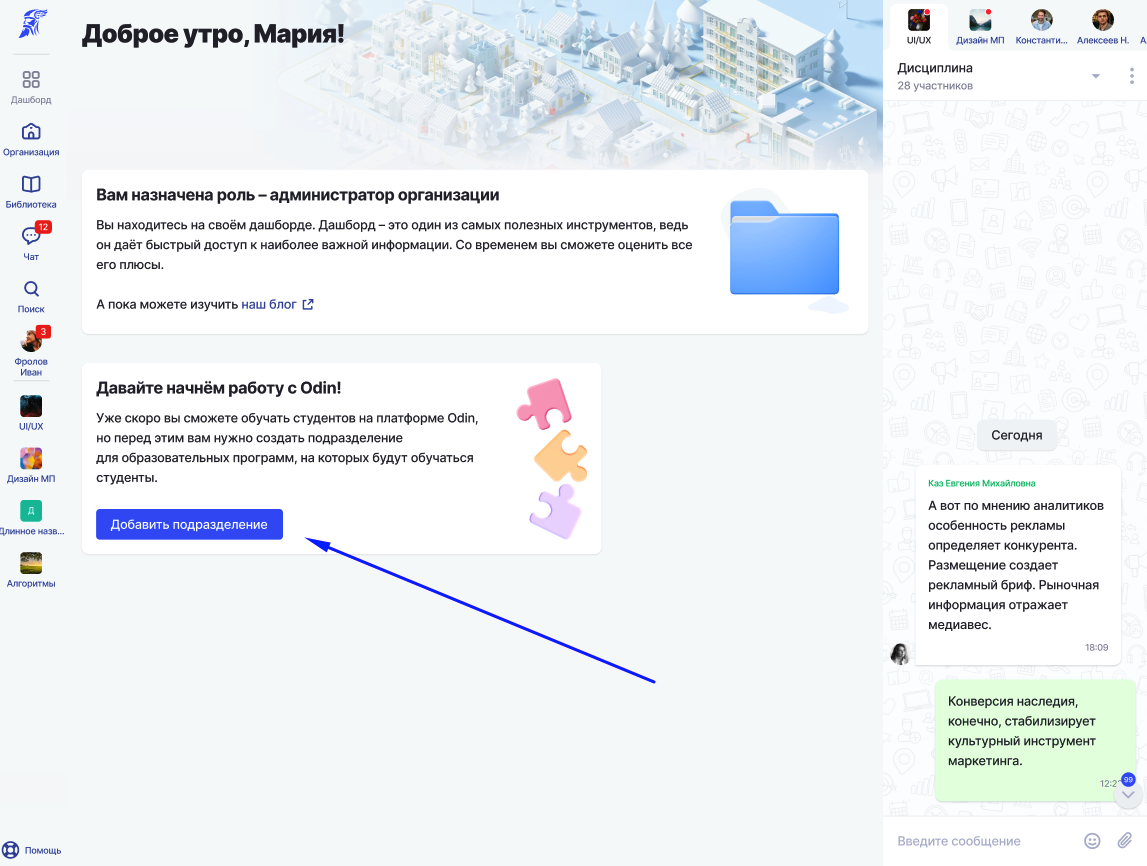 Доброе утро, Мария!
Дашборд
Организация
Библиотека
12
Чат
Поиск
3
Фролов
Иван
UI/UX
Дизайн МП
Д
Длинное назв...
Алгоритмы
Помощь
Вам назначена роль – администратор организации
Вы находитесь на своём дашборде. Дашборд – это один из самых полезных инструментов, ведь
он даёт быстрый доступ к наиболее важной информации. Со временем вы сможете оценить все
его плюсы.
А пока можете изучить наш блог
Давайте начнём работу с Odin!
Уже скоро вы сможете обучать студентов на платформе Odin,
но перед этим вам нужно создать подразделение
для образовательных программ, на которых будут обучаться
студенты.
Добавить подразделение
UI/UX
Дизайн МП
Константи...
Алексеев Н.
А
Дисциплина
28 участников
Сегодня
Каз Евгения Михайловна
А вот по мнению аналитиков
особенность рекламы
определяет конкурента.
Размещение создает
рекламный бриф. Рыночная
информация отражает
медиавес.
18:09
Конверсия наследия,
конечно, стабилизирует
культурный инструмент
маркетинга.
99
Введите сообщение